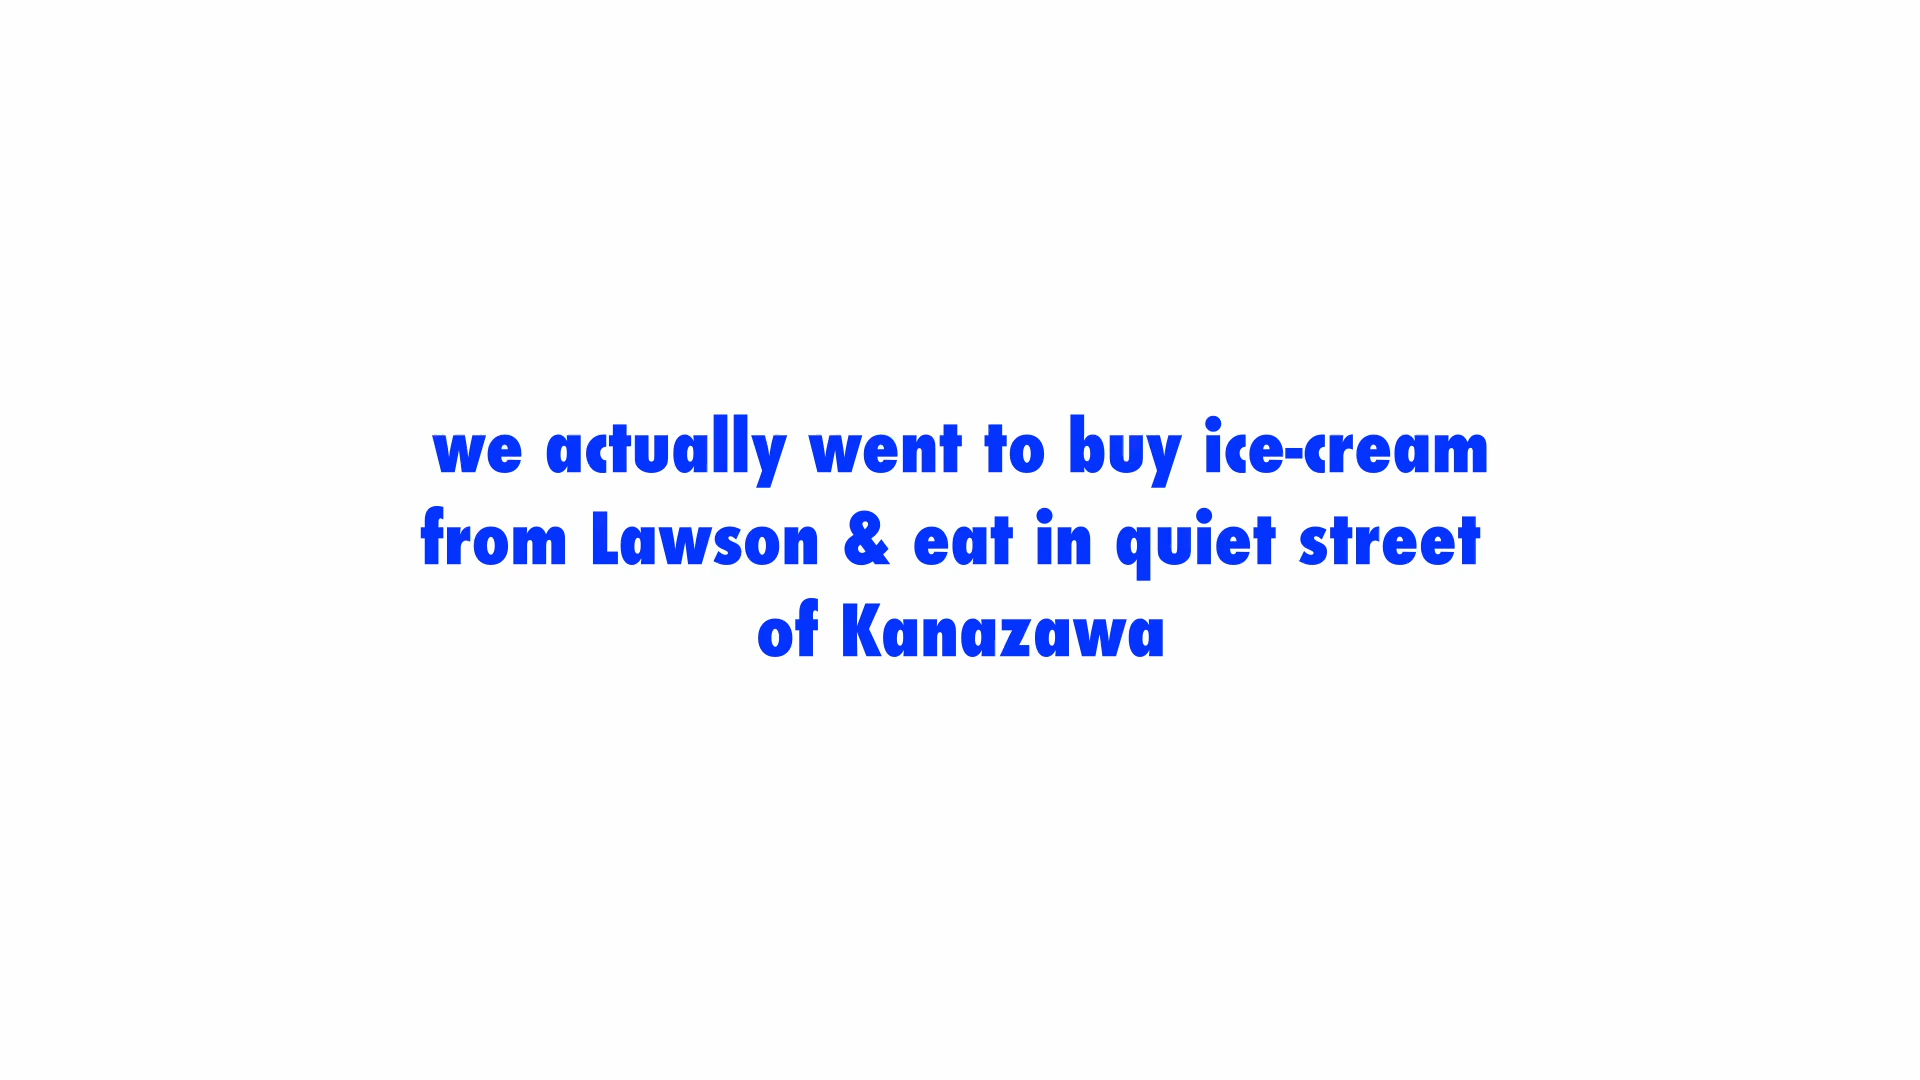 we actually went to buy ice-cream
from Lawson & eat in quiet street
of Kanazawa